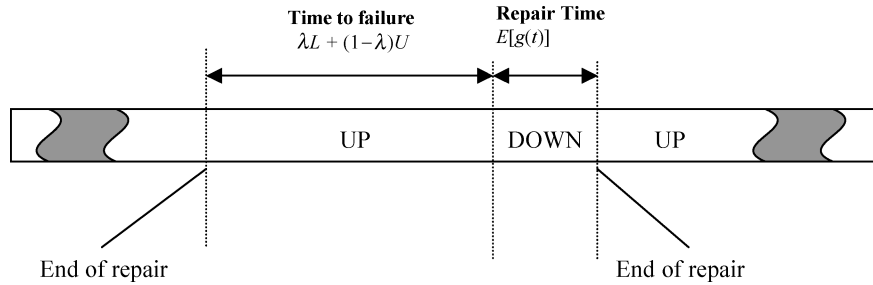 Time to failure
λL + (1−λ)U
Repair Time
E[g(t)]
UP
DOWN
UP
End of repair
End of repair